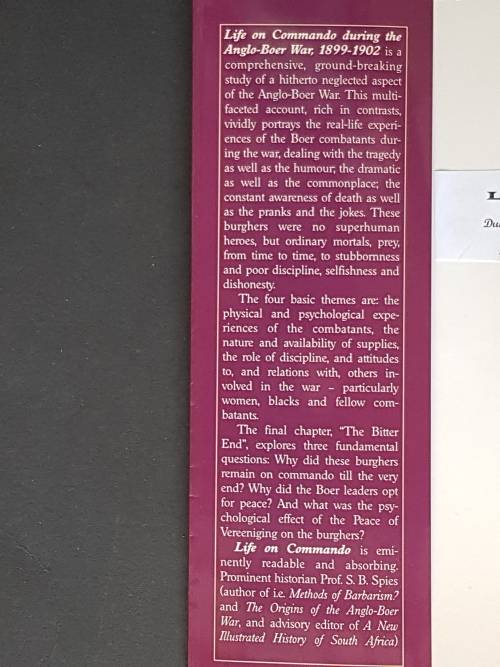 Life on Commando during the
Anglo-Boer War, 1899-1902 is a
comprehensive, ground-breaking
study of a hitherto neglected aspect
of the Anglo-Boer War. This multi-
faceted account, rich in contrasts,
vividly portrays the real-life experi-
ences of the Boer combatants dur-
ing the war, dealing with the tragedy
as well as the humour; the dramatic
as well as the commonplace; the
constant awareness of death as well
as the pranks and the jokes. These
burghers were no superhuman
heroes, but ordinary mortals, prey,
from time to time, to stubbornness
and poor discipline, selfishness and
dishonesty.
The four basic themes are: the
physical and psychological expe-
riences of the combatants, the
nature and availability of supplies,
the role of discipline, and attitudes
to, and relations with, others in-
volved in the war – particularly
women, blacks and fellow com-
batants.
The final chapter, "The Bitter
End", explores three fundamental
questions: Why did these burghers
remain on commando till the very
end? Why did the Boer leaders opt
for peace? And what was the psy-
chological effect of the Peace of
Vereeniging on the burghers?
Life on Commando is emi-
nently readable and absorbing.
Prominent historian Prof. S. B. Spies
(author of i.e. Methods of Barbarism?
and The Origins of the Anglo-Boer
War, and advisory editor of A New
Illustrated History of South Africa)